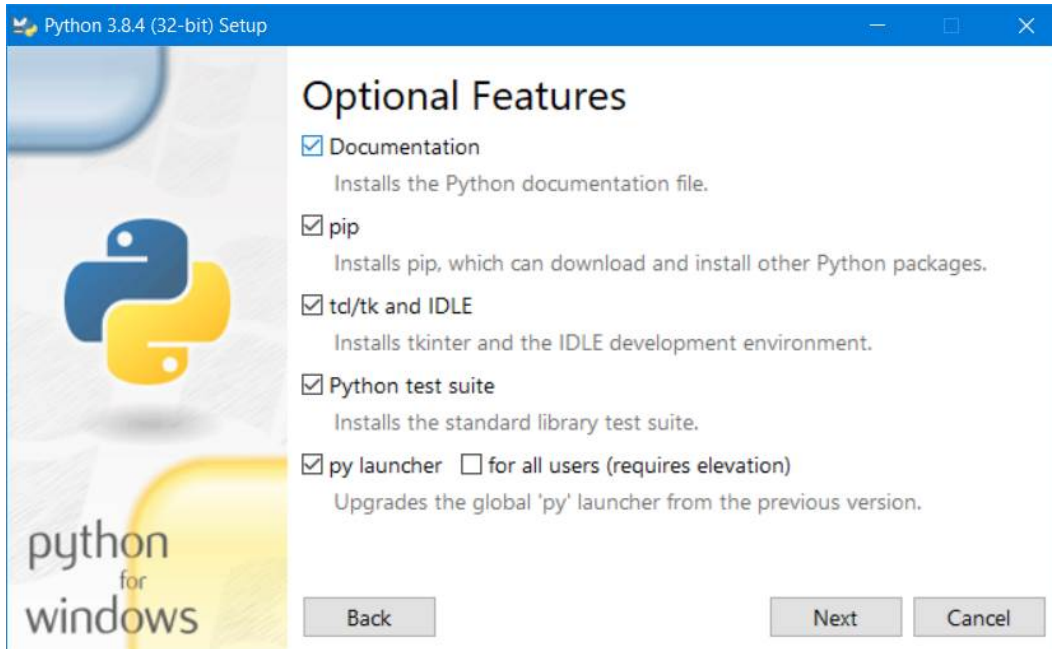 Python 3.8.4 (32-bit) Setup
Optional Features
Documentation
Installs the Python documentation file.
pip
Installs pip, which can download and install other Python packages.
tcl/tk and IDLE
Installs tkinter and the IDLE development environment.
Python test suite
Installs the standard library test suite.
py launcher for all users (requires elevation)
Upgrades the global 'py' launcher from the previous version.
python
for
windows
Back Next Cancel